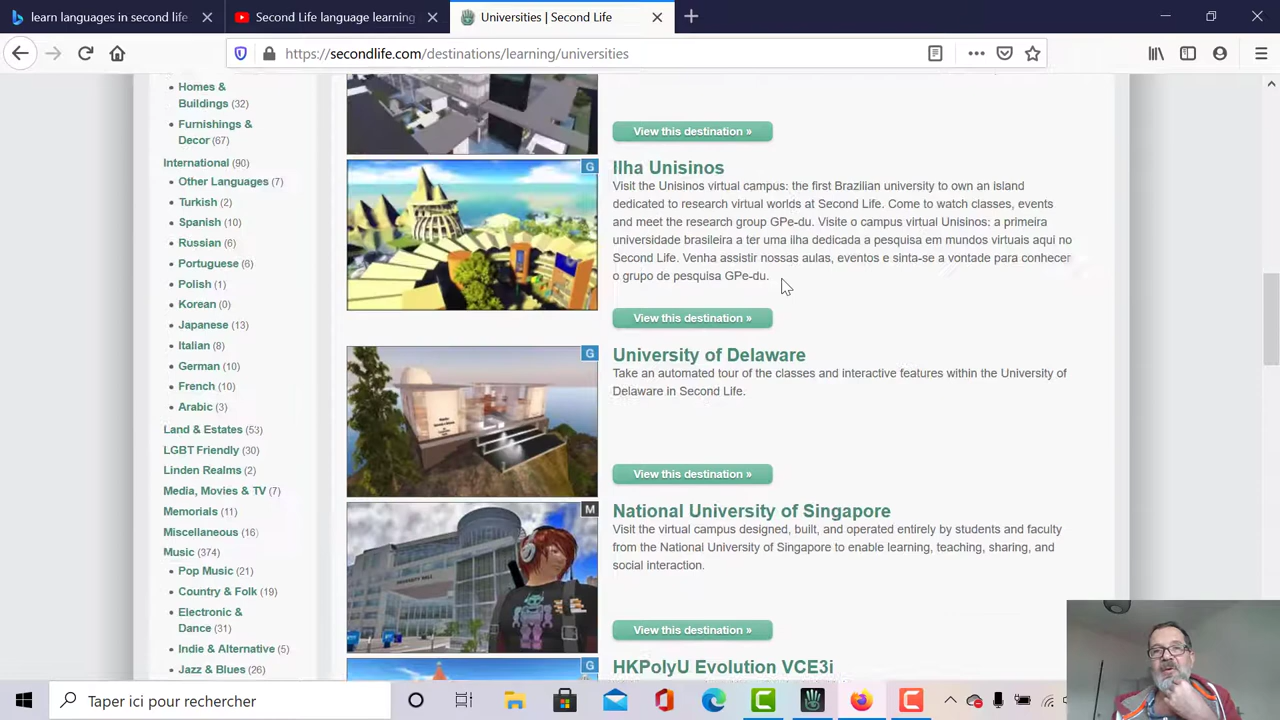 learn languages in second life
Second Life language learning
Universities | Second Life
https://secondlife.com/destinations/learning/universities
Homes &
Buildings (32)
Furnishings &
Decor (67)
International (90)
Other Languages (7)
Turkish (2)
Spanish (10)
Russian (6)
Portuguese (6)
Polish (1)
Korean (0)
Japanese (13)
Italian (8)
German (10)
French (10)
Arabic (3)
Land & Estates (53)
LGBT Friendly (30)
Linden Realms (2)
Media, Movies & TV (7)
Memorials (11)
Miscellaneous (16)
Music (374)
Pop Music (21)
Country & Folk (19)
Electronic &
Dance (31)
Indie & Alternative (5)
Jazz & Blues (26)
View this destination »
G
Ilha Unisinos
Visit the Unisinos virtual campus: the first Brazilian university to own an island
dedicated to research virtual worlds at Second Life. Come to watch classes, events
and meet the research group GPe-du. Visite o campus virtual Unisinos: a primeira
universidade brasileira a ter uma ilha dedicada a pesquisa em mundos virtuais aqui no
Second Life. Venha assistir nossas aulas, eventos e sinta-se a vontade para conhecer
o grupo de pesquisa GPe-du.
View this destination »
G
University of Delaware
Take an automated tour of the classes and interactive features within the University of
Delaware in Second Life.
View this destination »
M
National University of Singapore
Visit the virtual campus designed, built, and operated entirely by students and faculty
from the National University of Singapore to enable learning, teaching, sharing, and
social interaction.
View this destination »
G
HKPolyU Evolution VCE3i
Taper ici pour rechercher